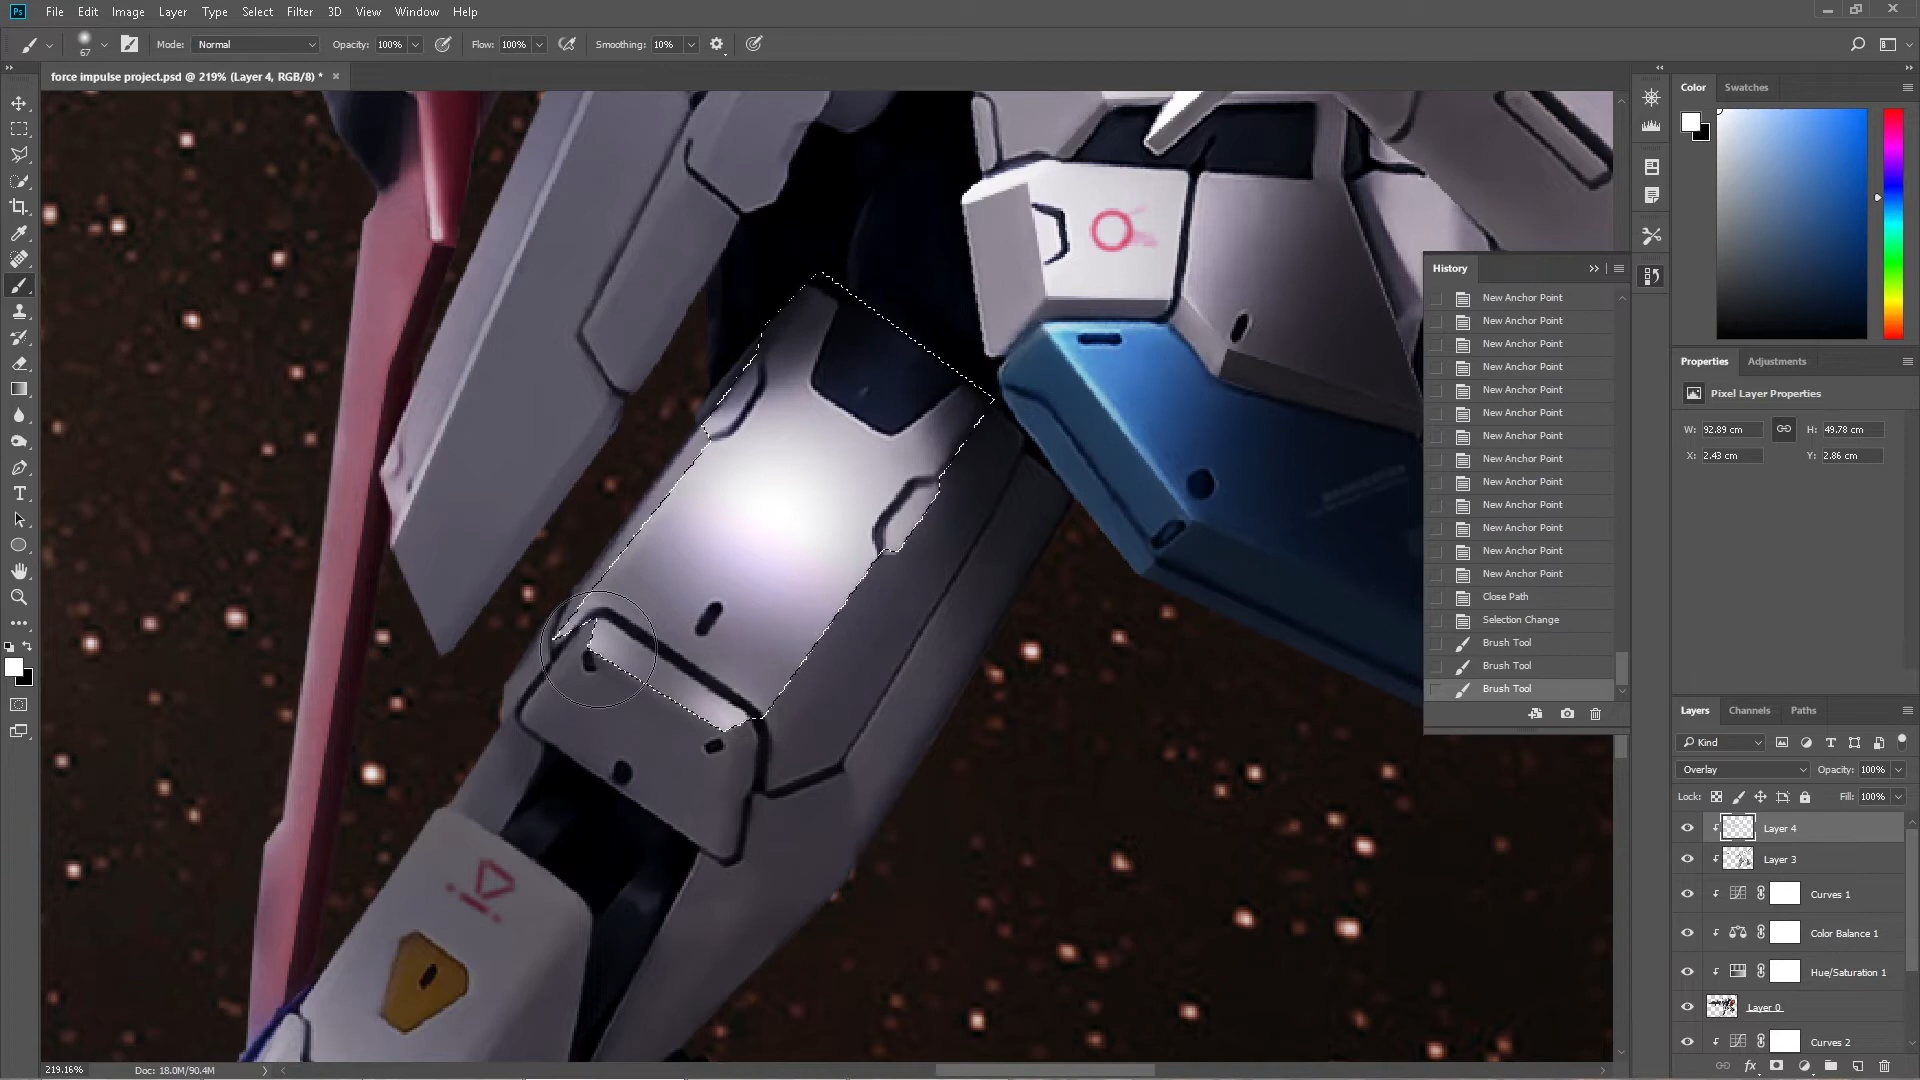 Ps File Edit Image Layer Type Select Filter 3D View Window Help
67 Mode: Normal Opacity: 100% Flow: 100% Smoothing: 10%
force impulse project.psd @ 219% (Layer 4, RGB/8) *
Color Swatches
History
New Anchor Point
New Anchor Point
New Anchor Point
New Anchor Point
New Anchor Point
New Anchor Point
New Anchor Point
New Anchor Point
New Anchor Point
New Anchor Point
New Anchor Point
New Anchor Point
New Anchor Point
Close Path
Selection Change
Brush Tool
Brush Tool
Brush Tool
Properties Adjustments
Pixel Layer Properties
W: 92.89 cm H: 49.78 cm
X: 2.43 cm Y: 2.86 cm
Layers Channels Paths
Kind
Overlay Opacity: 100%
Lock: Fill: 100%
Layer 4
Layer 3
Curves 1
Color Balance 1
Hue/Saturation 1
Layer 0
Curves 2
219.16% Doc: 18.0M/90.4M